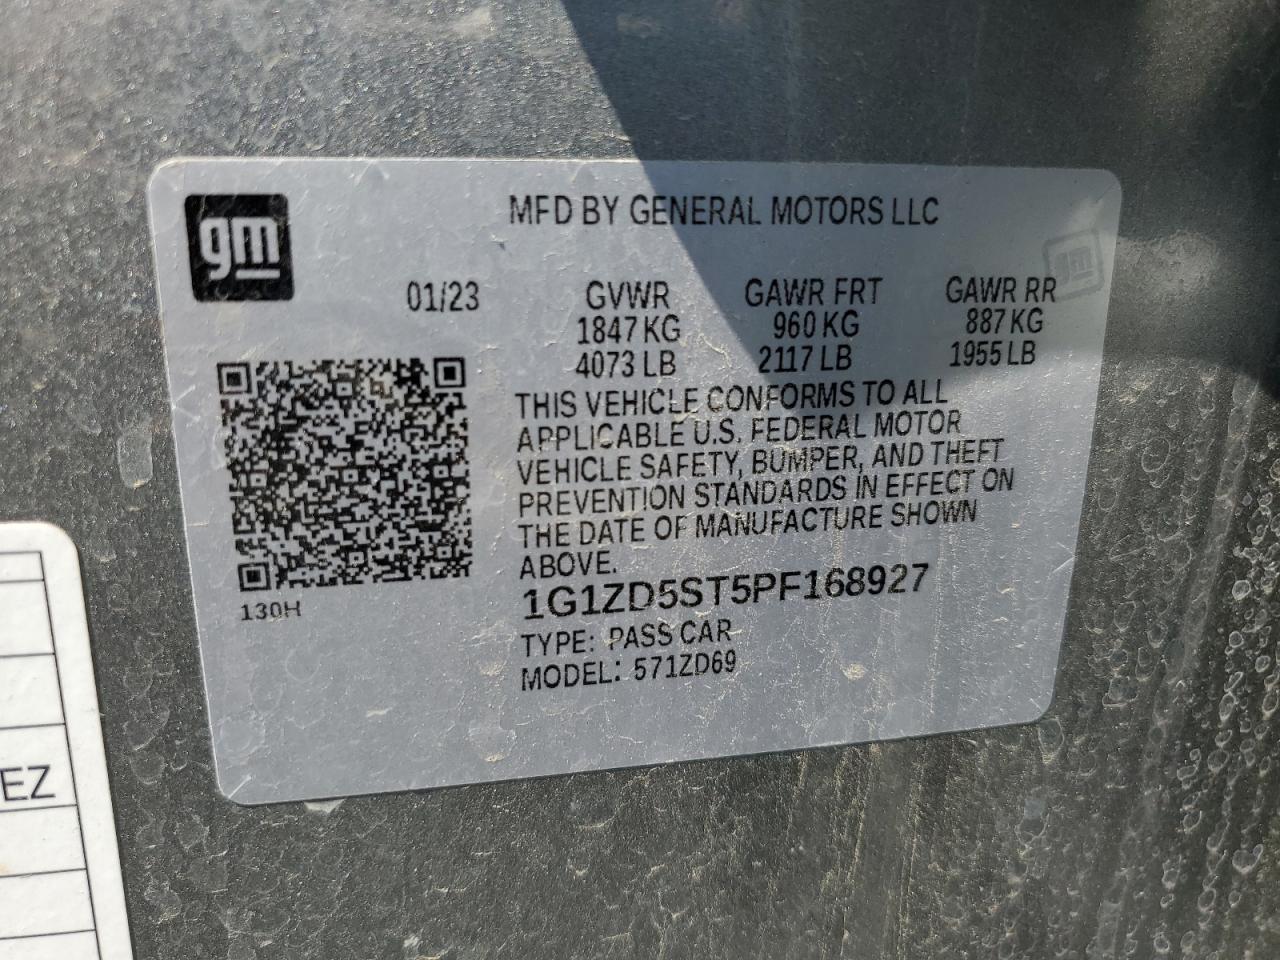 gm
MFD BY GENERAL MOTORS LLC
gm
01/23 GVWR GAWR FRT GAWR RR
1847 KG 960 KG 887 KG
4073 LB 2117 LB 1955 LB
THIS VEHICLE CONFORMS TO ALL
APPLICABLE U.S. FEDERAL MOTOR
VEHICLE SAFETY, BUMPER, AND THEFT
PREVENTION STANDARDS IN EFFECT ON
THE DATE OF MANUFACTURE SHOWN
ABOVE.
130H
1G1ZD5ST5PF168927
TYPE: PASS CAR
MODEL: 571ZD69
EZ